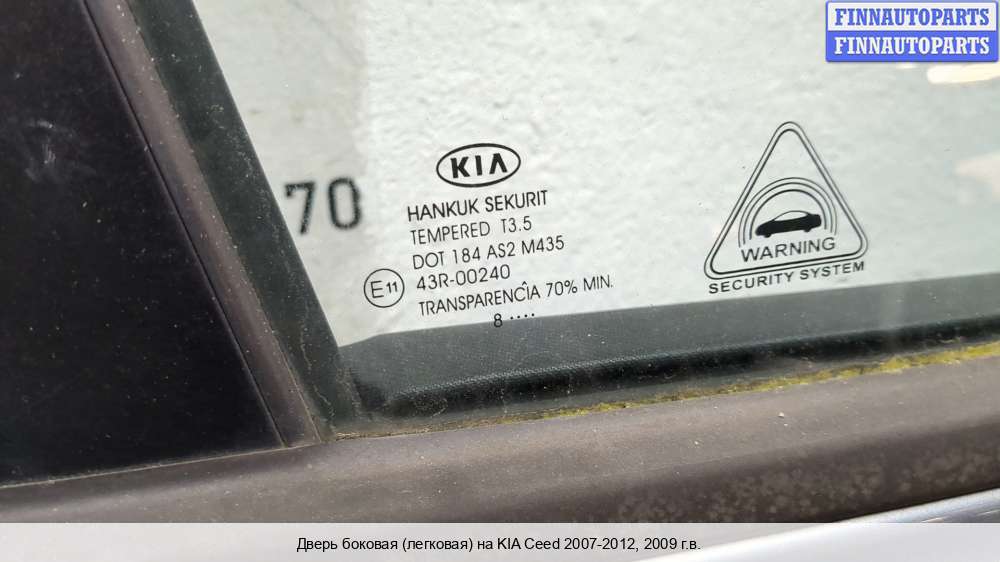 FINNAUTOPARTS
FINNAUTOPARTS
70
KIA
HANKUK SEKURIT
TEMPERED T3.5
DOT 184 AS2 M435
E11
43R-00240
TRANSPARENCÎA 70% MIN.
8 ····
WARNING
SECURITY SYSTEM
Дверь боковая (легковая) на KIA Ceed 2007-2012, 2009 г.в.